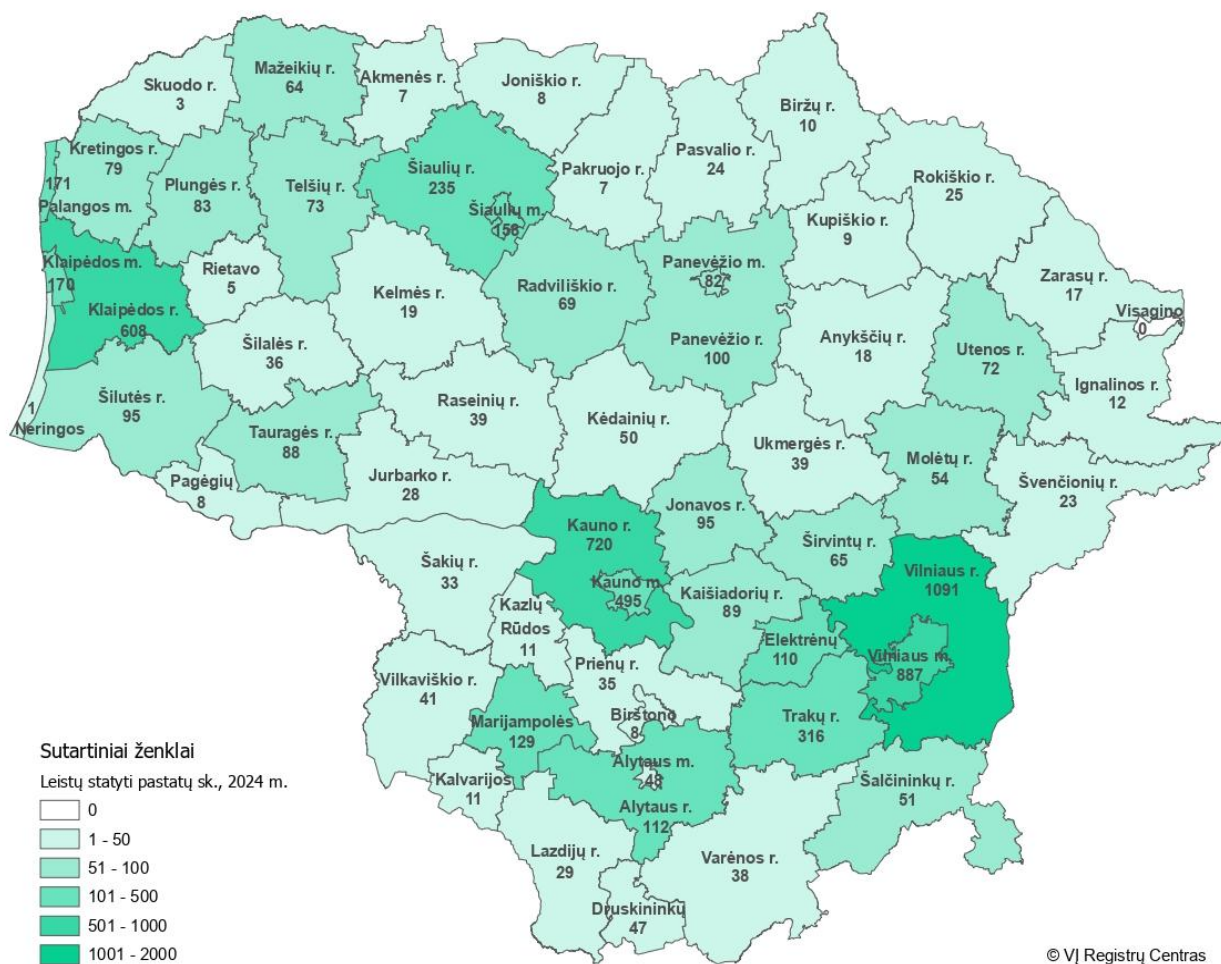 Skuodo r.
3
Mažeikių r.
64
Akmenės r.
7
Joniškio r.
8
Biržų r.
10
Kretingos r.
79
Plungės r.
83
Telšių r.
73
Šiaulių r.
235
Šiaulių m.
158
Pakruojo r.
7
Pasvalio r.
24
Rokiškio r.
25
Kupiškio r.
9
171
Palangos m.
Klaipėdos m.
170
Klaipėdos r.
608
Rietavo
5
Kelmės r.
19
Radviliškio r.
69
Panevėžio m.
82
Panevėžio r.
100
Anykščių r.
18
Zarasų r.
17
Visagino
0
Utenos r.
72
Ignalinos r.
12
Šilalės r.
36
Šilutės r.
95
1
Neringos
Tauragės r.
88
Raseinių r.
39
Kėdainių r.
50
Ukmergės r.
39
Molėtų r.
54
Švenčionių r.
23
Pagėgių
8
Jurbarko r.
28
Jonavos r.
95
Širvintų r.
65
Kauno r.
720
Kauno m.
495
Šakių r.
33
Kazlų
Rūdos
11
Kaišiadorių r.
89
Elektrėnų
110
Vilniaus r.
1091
Vilniaus m.
887
Vilkaviškio r.
41
Prienų r.
35
Birštono
8
Marijampolės
129
Trakų r.
316
Kalvarijos
11
Alytaus m.
48
Alytaus r.
112
Šalčininkų r.
51
Lazdijų r.
29
Varėnos r.
38
Druskininkų
47
Sutartiniai ženklai
Leistų statyti pastatų sk., 2024 m.
0
1 - 50
51 - 100
101 - 500
501 - 1000
1001 - 2000
© VĮ Registrų Centras